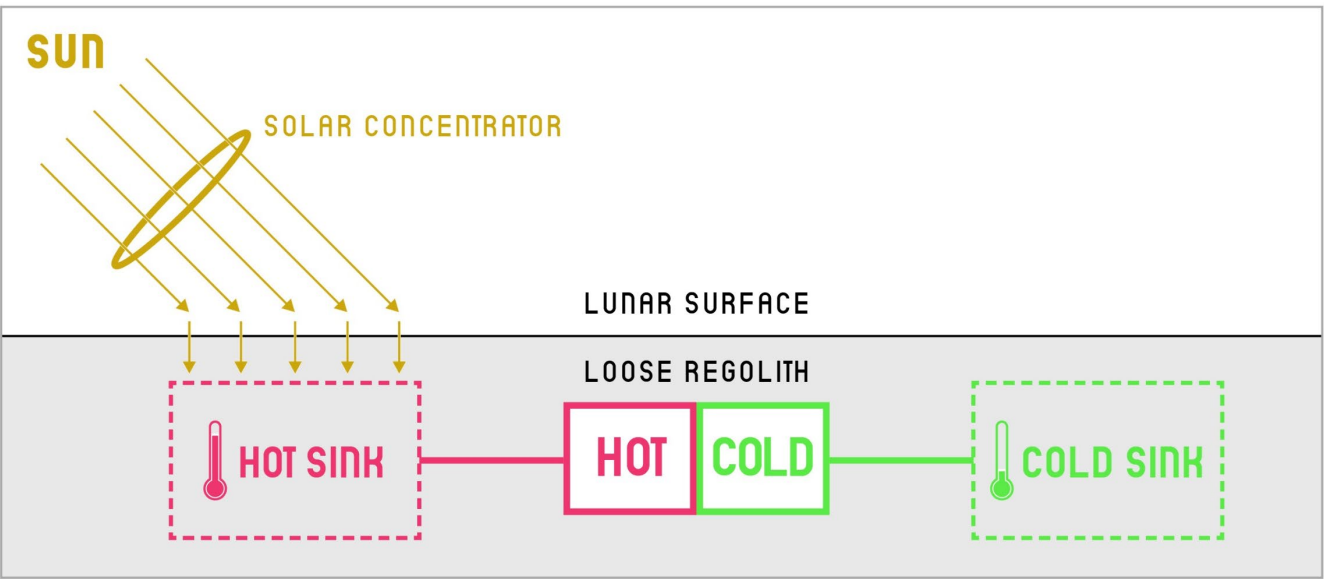 SUN
SOLAR CONCENTRATOR
LUNAR SURFACE
LOOSE REGOLITH
HOT SINK
HOT
COLD
COLD SINK